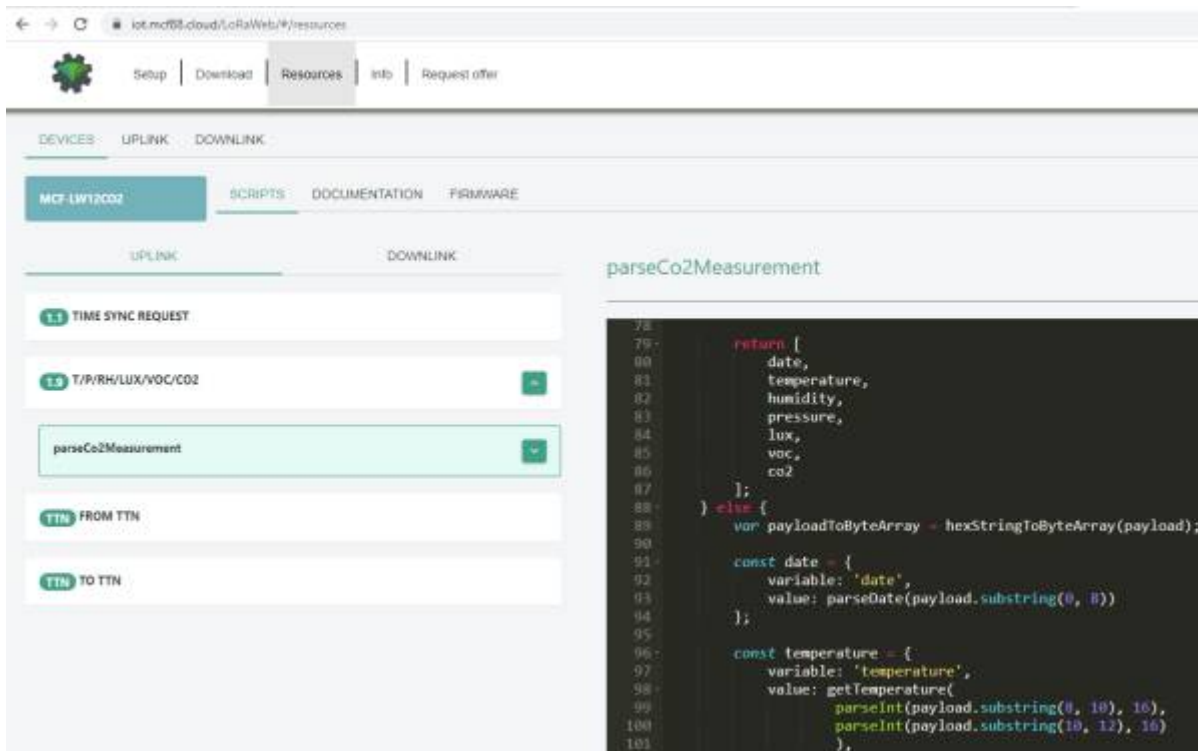 iot.mcf88.cloud/LoRaWeb/#/resources
Setup Download Resources Info Request offer
DEVICES UPLINK DOWNLINK
MCF-LW12CO2 SCRIPTS DOCUMENTATION FIRMWARE
UPLINK DOWNLINK
1.1 TIME SYNC REQUEST
1.9 T/P/RH/LUX/VOC/CO2
parseCo2Measurement
TTN FROM TTN
TTN TO TTN
parseCo2Measurement
78
79 return [
80 date,
81 temperature,
82 humidity,
83 pressure,
84 lux,
85 voc,
86 co2
87 ];
88 } else {
89 var payloadToByteArray = hexStringToByteArray(payload);
90
91 const date = {
92 variable: 'date',
93 value: parseDate(payload.substring(0, 8))
94 };
95
96 const temperature = {
97 variable: 'temperature',
98 value: getTemperature(
99 parseInt(payload.substring(8, 10), 16),
100 parseInt(payload.substring(10, 12), 16)
101 ),